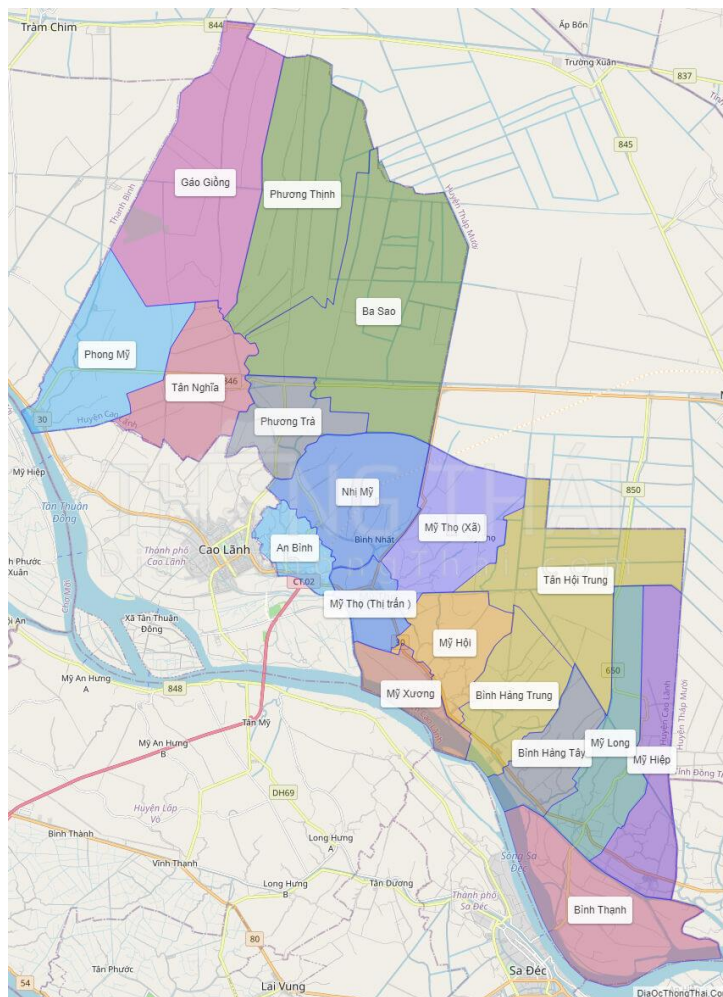 Tràm Chim
844
Ấp Bốn
Trường Xuân
837
845
Gáo Giồng
Phương Thịnh
Thanh Bình
Huyện Tháp Mười
Ba Sao
Phong Mỹ
Tân Nghĩa
846
30
Huyện Cao Lãnh
Phương Trà
Mỹ Hiệp
Nhị Mỹ
850
Tân Thuận
Đông
Mỹ Thọ (Xã)
An Bình
Bình Nhất
Thành phố
Cao Lãnh
Cao Lãnh
Phước
Xuân
Chợ Mới
CT.02
Tân Hội Trung
Mỹ Thọ (Thị trấn )
Xã Tân Thuận
Đông
Mỹ Hội
650
Mỹ An Hưng
A
848
Mỹ Xương
Bình Hàng Trung
Huyện Cao Lãnh
Huyện Tháp Mười
Tân Mỹ
Mỹ An Hưng
B
Bình Hàng Tây
Mỹ Long
Mỹ Hiệp
DH69
Huyện Lấp
Vò
Bình Thành
Long Hưng
A
Vĩnh Thạnh
Sông Sa
Đéc
Long Hưng
B
Tân Dương
Thành phố
Sa Đéc
Bình Thạnh
80
Tân Phước
54
Lai Vung
Sa Đéc
DiaOcThongThai.Com